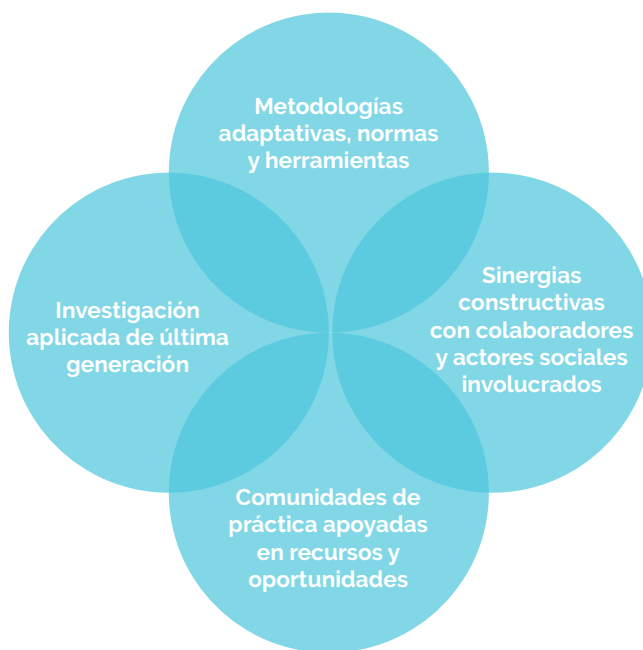 Metodologías
adaptativas, normas
y herramientas
Investigación
aplicada de última
generación
Sinergias
constructivas
con colaboradores
y actores sociales
involucrados
Comunidades de
práctica apoyadas
en recursos y
oportunidades